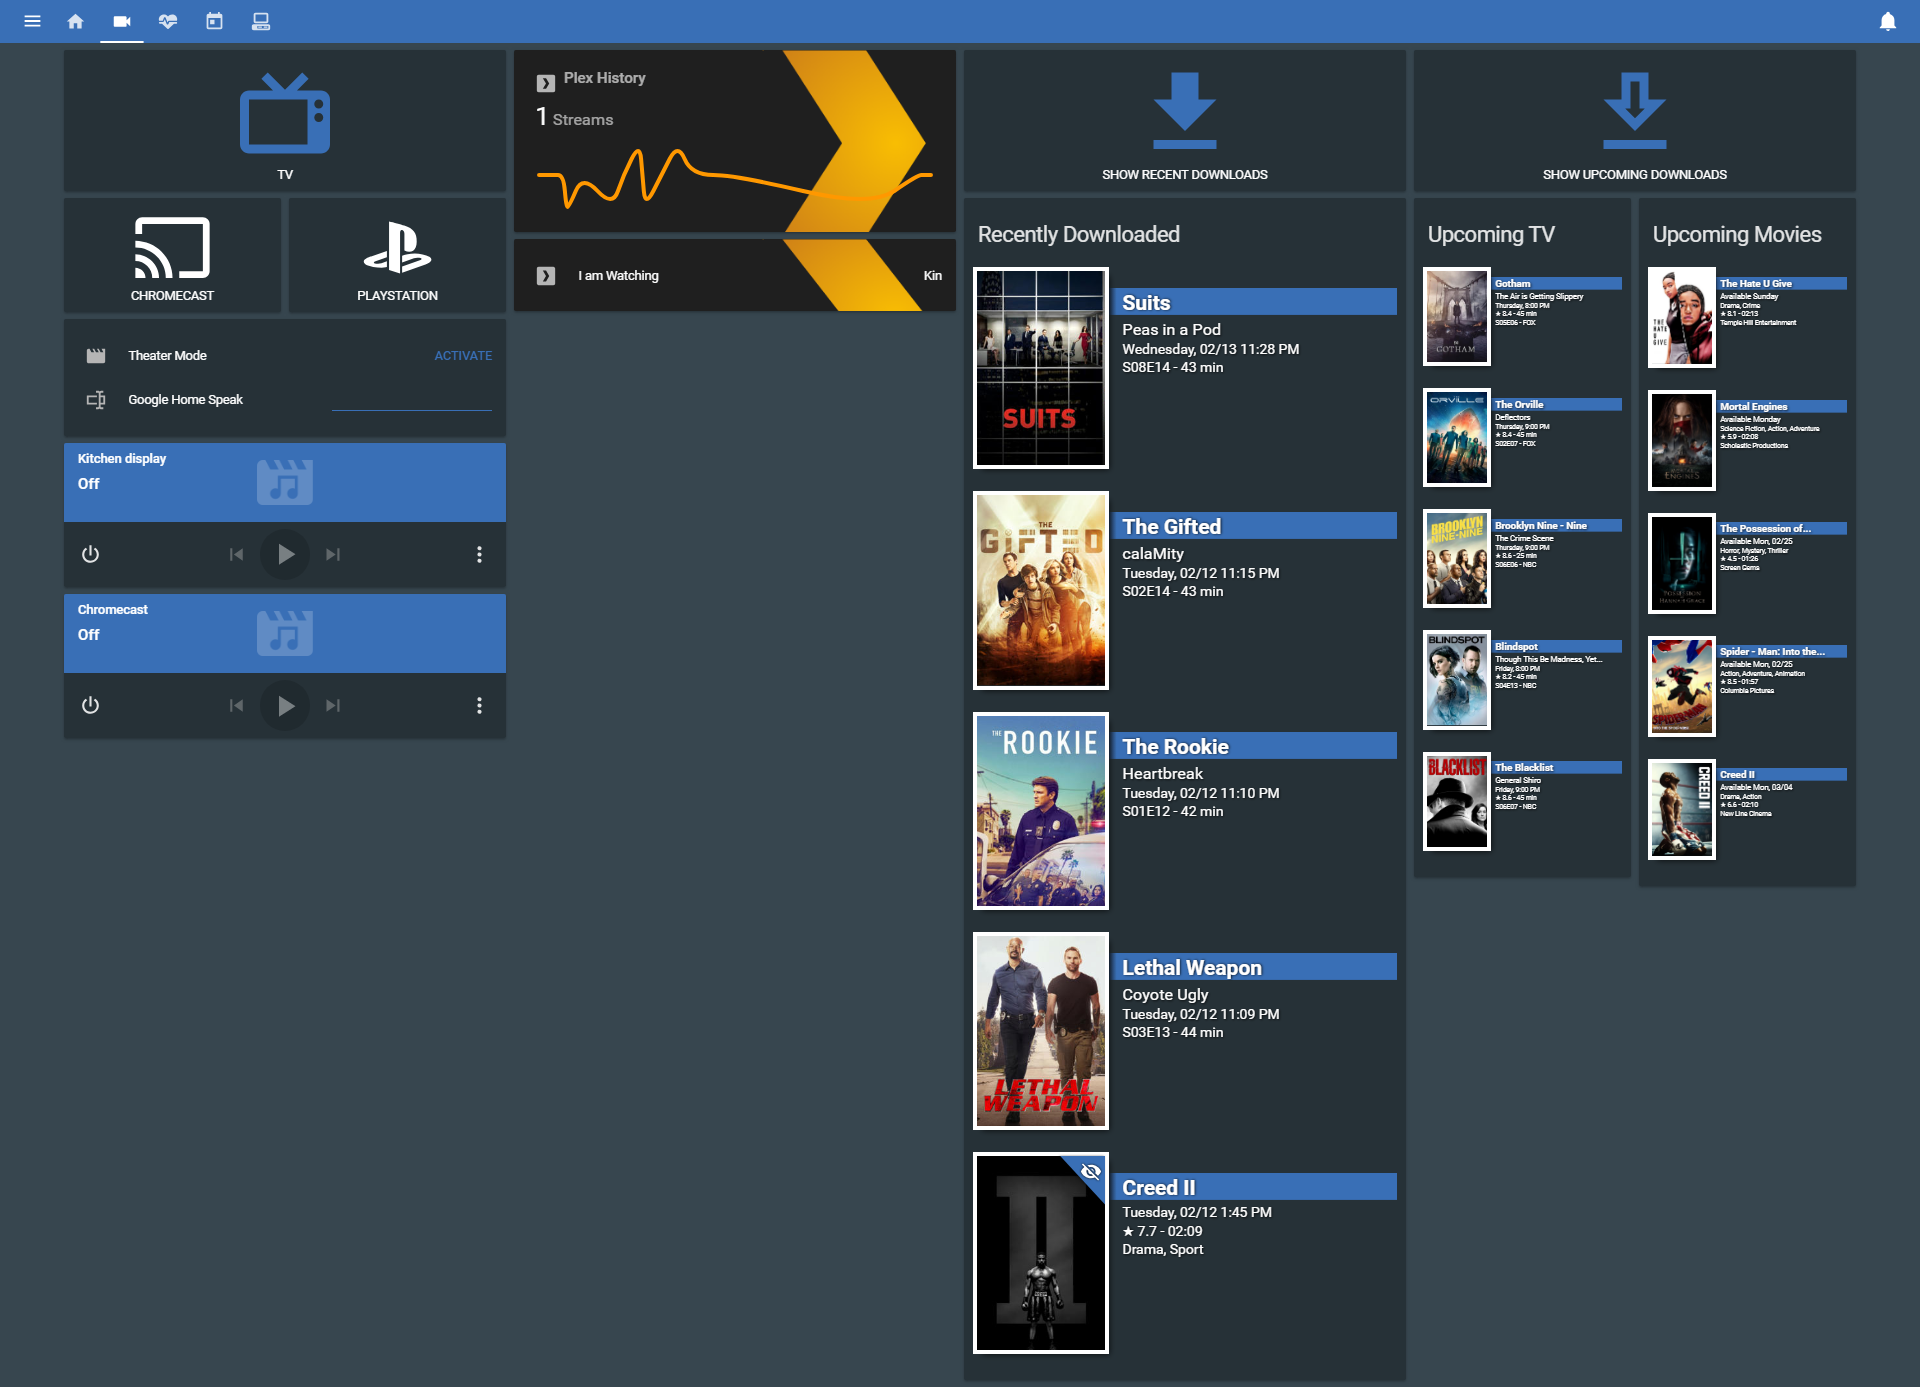 TV
CHROMECAST
PLAYSTATION
Theater Mode
ACTIVATE
Google Home Speak
Kitchen display
Off
Chromecast
Off
Plex History
1 Streams
I am Watching
Kin
SHOW RECENT DOWNLOADS
Recently Downloaded
SUITS
Suits
Peas in a Pod
Wednesday, 02/13 11:28 PM
S08E14 - 43 min
THE
GIFTED
The Gifted
calaMity
Tuesday, 02/12 11:15 PM
S02E14 - 43 min
THE ROOKIE
The Rookie
Heartbreak
Tuesday, 02/12 11:10 PM
S01E12 - 42 min
LETHAL
WEAPON
Lethal Weapon
Coyote Ugly
Tuesday, 02/12 11:09 PM
S03E13 - 44 min
II
Creed II
Tuesday, 02/12 1:45 PM
★ 7.7 - 02:09
Drama, Sport
SHOW UPCOMING DOWNLOADS
Upcoming TV
GOTHAM
Gotham
The Air is Getting Slippery
Thursday, 8:00 PM
★ 8.4 - 45 min
S05E06 - FOX
ORVILLE
The Orville
Deflectors
Thursday, 9:00 PM
★ 8.4 - 45 min
S02E07 - FOX
BROOKLYN
NINE-NINE
Brooklyn Nine - Nine
The Crime Scene
Thursday, 9:00 PM
★ 8.6 - 25 min
S06E06 - NBC
BLINDSPOT
Blindspot
Though This Be Madness, Yet...
Friday, 8:00 PM
★ 8.2 - 45 min
S04E13 - NBC
BLACKLIST
The Blacklist
General Shiro
Friday, 9:00 PM
★ 8.6 - 45 min
S06E07 - NBC
Upcoming Movies
THE
HATE
U
GIVE
The Hate U Give
Available Sunday
Drama, Crime
★ 8.1 - 02:13
Temple Hill Entertainment
ENGINES
Mortal Engines
Available Monday
Science Fiction, Action, Adventure
★ 5.9 - 02:08
Scholastic Productions
The Possession of...
Available Mon, 02/25
Horror, Mystery, Thriller
★ 4.5 - 01:26
Screen Gems
SPIDER-MAN
Spider - Man: Into the...
Available Mon, 02/25
Action, Adventure, Animation
★ 8.5 - 01:57
Columbia Pictures
CREED II
Creed II
Available Mon, 03/04
Drama, Action
★ 6.6 - 02:10
New Line Cinema